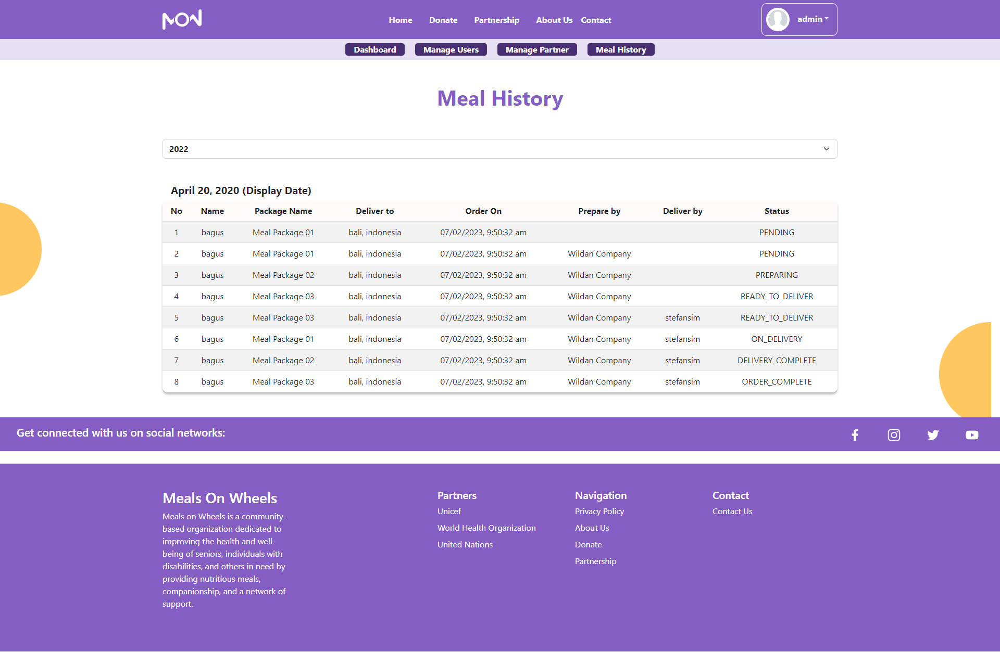 MOW
Home Donate Partnership About Us Contact
admin
Dashboard Manage Users Manage Partner Meal History
Meal History
2022
April 20, 2020 (Display Date)
No Name Package Name Deliver to Order On Prepare by Deliver by Status
1 bagus Meal Package 01 bali, indonesia 07/02/2023, 9:50:32 am PENDING
2 bagus Meal Package 01 bali, indonesia 07/02/2023, 9:50:32 am Wildan Company PENDING
3 bagus Meal Package 02 bali, indonesia 07/02/2023, 9:50:32 am Wildan Company PREPARING
4 bagus Meal Package 03 bali, indonesia 07/02/2023, 9:50:32 am Wildan Company READY_TO_DELIVER
5 bagus Meal Package 03 bali, indonesia 07/02/2023, 9:50:32 am Wildan Company stefansim READY_TO_DELIVER
6 bagus Meal Package 01 bali, indonesia 07/02/2023, 9:50:32 am Wildan Company stefansim ON_DELIVERY
7 bagus Meal Package 02 bali, indonesia 07/02/2023, 9:50:32 am Wildan Company stefansim DELIVERY_COMPLETE
8 bagus Meal Package 03 bali, indonesia 07/02/2023, 9:50:32 am Wildan Company stefansim ORDER_COMPLETE
Get connected with us on social networks:
Meals On Wheels
Meals on Wheels is a community-
based organization dedicated to
improving the health and well-
being of seniors, individuals with
disabilities, and others in need by
providing nutritious meals,
companionship, and a network of
support.
Partners
Unicef
World Health Organization
United Nations
Navigation
Privacy Policy
About Us
Donate
Partnership
Contact
Contact Us